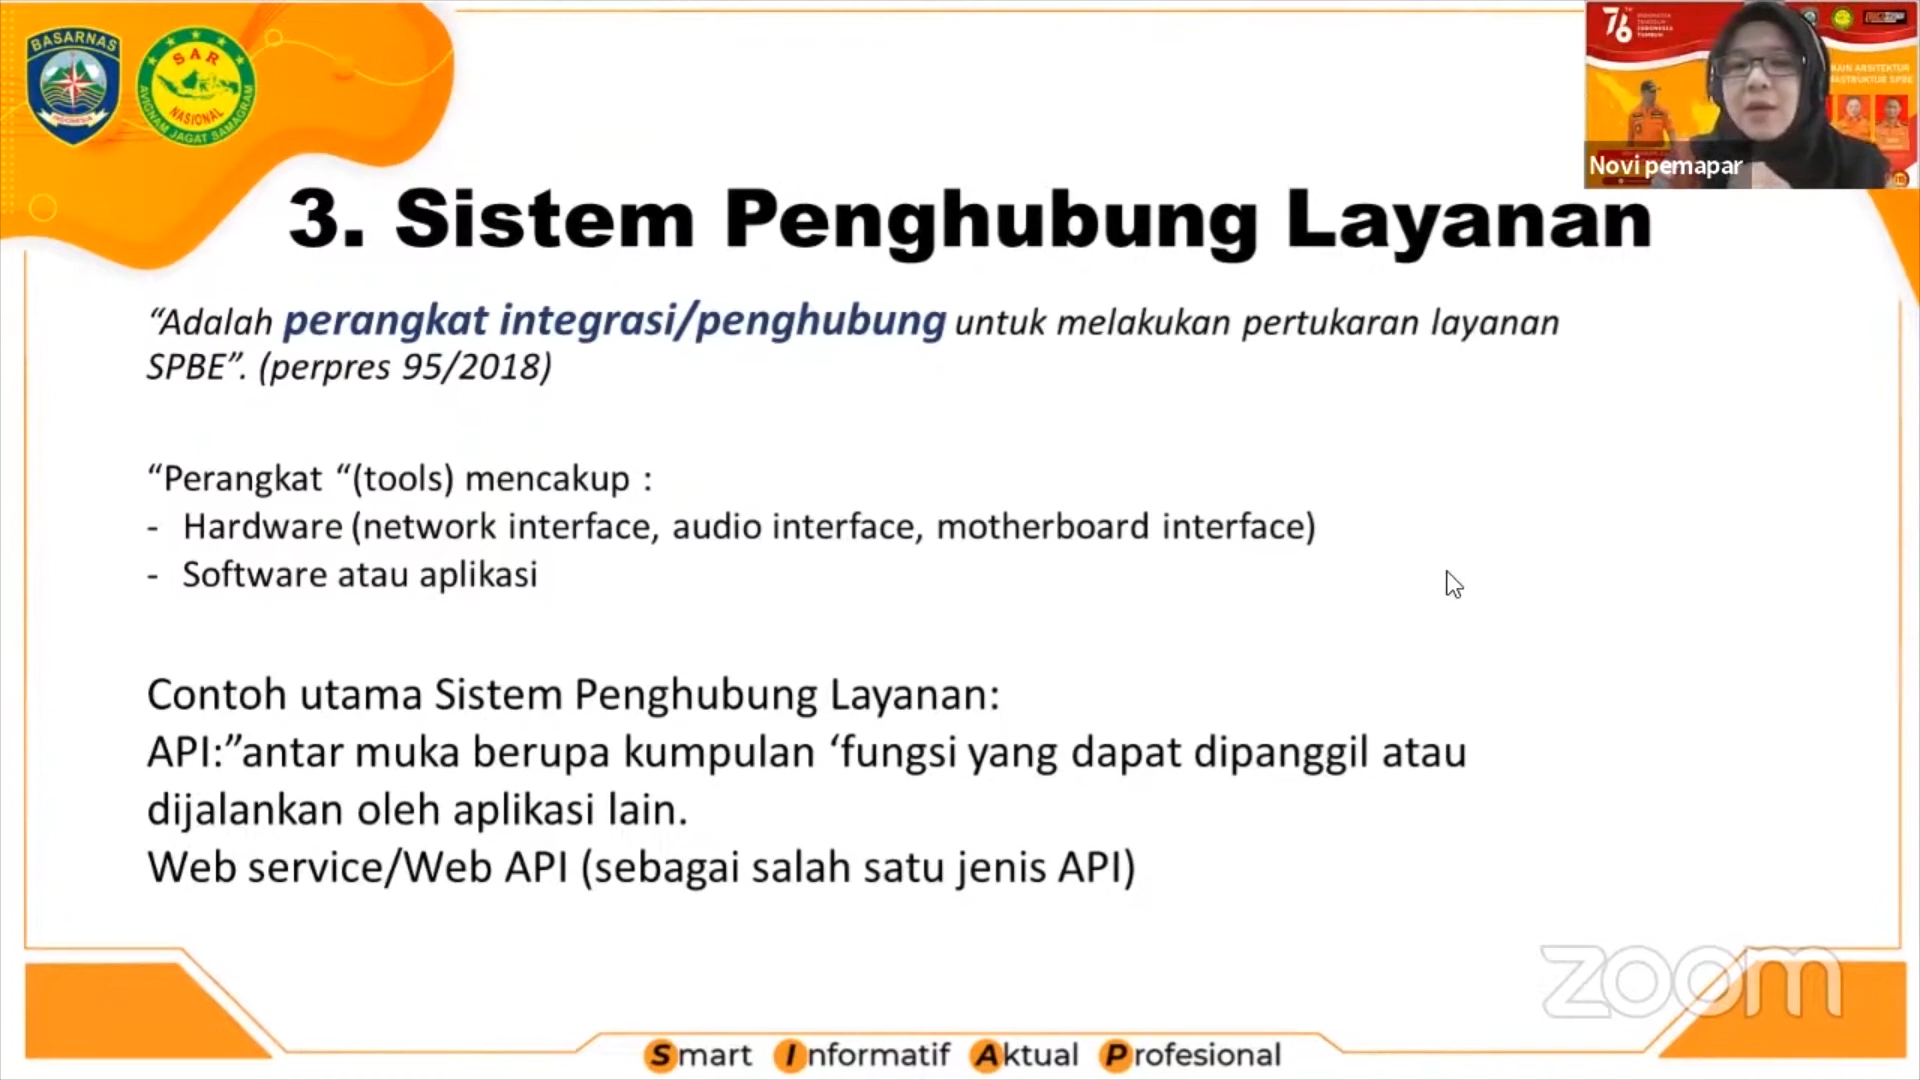 BASARNAS
INDONESIA
SAR
NASIONAL
AVIGNAM JAGAT SAMAGRAM
76
Novi pemapar
3. Sistem Penghubung Layanan
“Adalah perangkat integrasi/penghubung untuk melakukan pertukaran layanan
SPBE”. (perpres 95/2018)
“Perangkat “(tools) mencakup :
- Hardware (network interface, audio interface, motherboard interface)
- Software atau aplikasi
Contoh utama Sistem Penghubung Layanan:
API:”antar muka berupa kumpulan ‘fungsi yang dapat dipanggil atau
dijalankan oleh aplikasi lain.
Web service/Web API (sebagai salah satu jenis API)
zoom
Smart Informatif Aktual Profesional